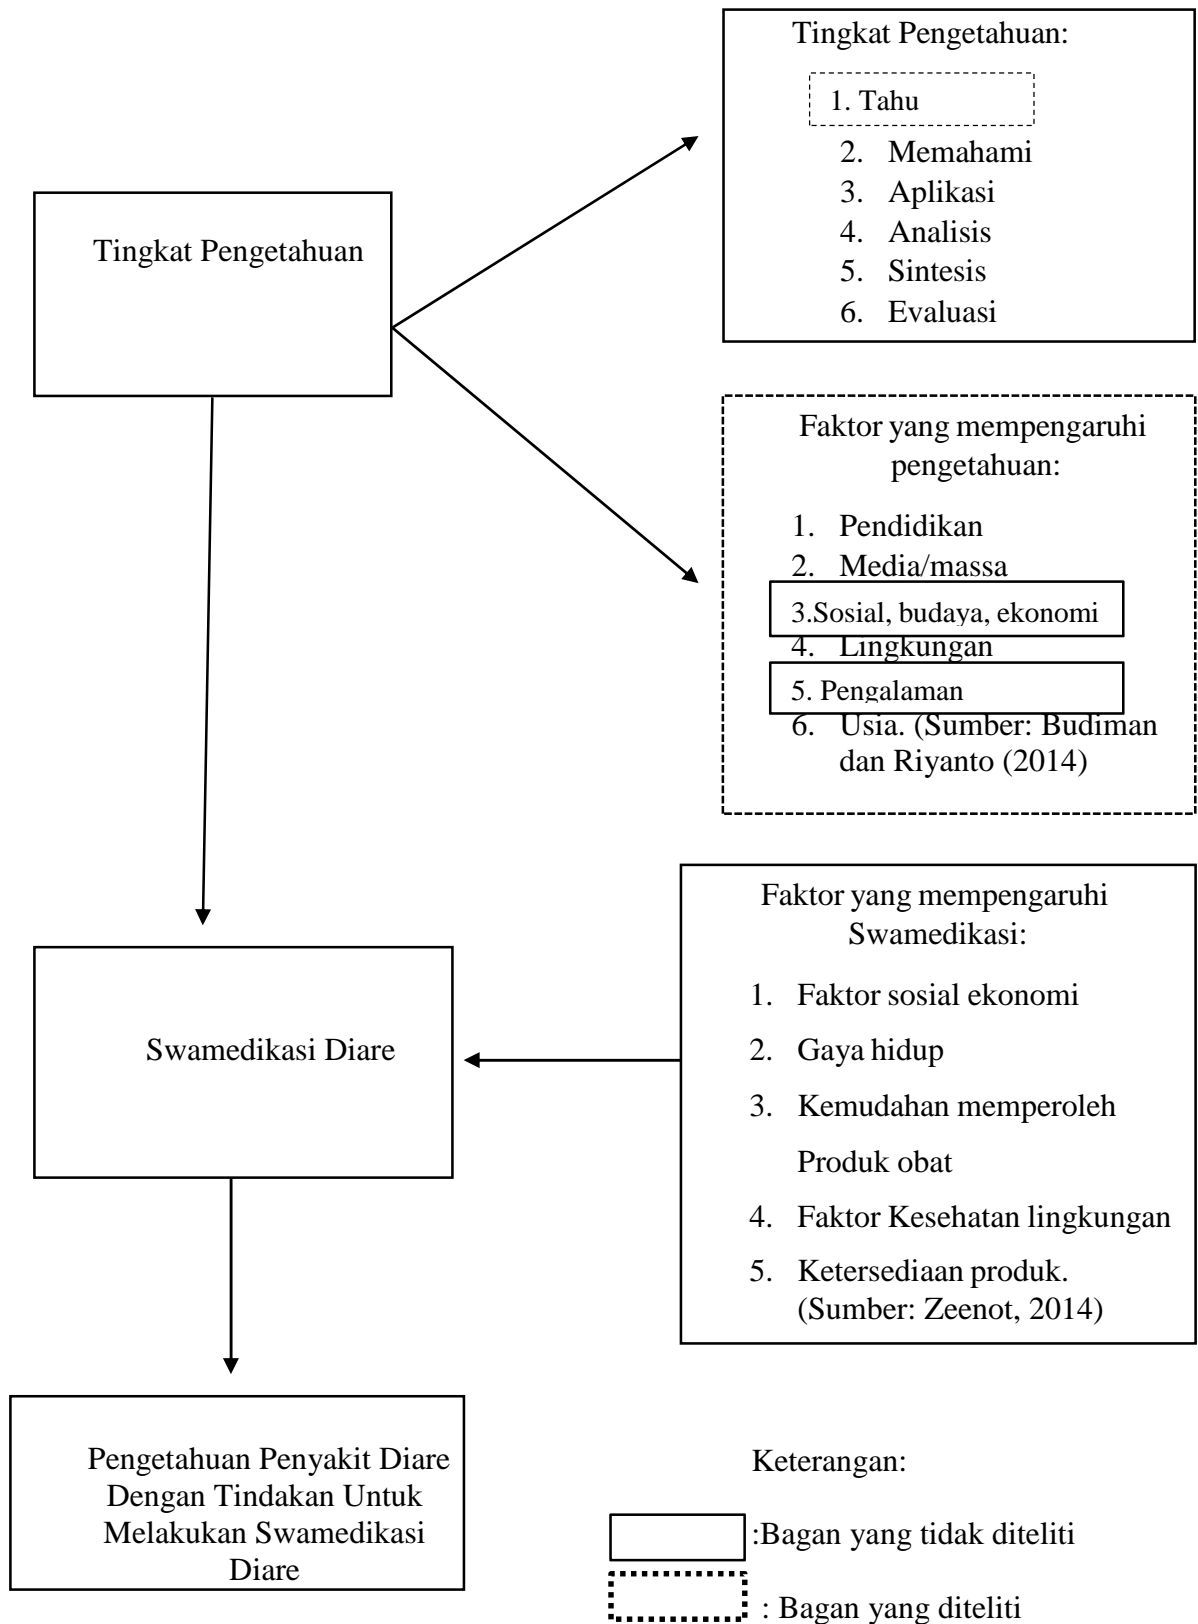 Tingkat Pengetahuan:
1. Tahu
2. Memahami
3. Aplikasi
4. Analisis
5. Sintesis
6. Evaluasi
Tingkat Pengetahuan
Faktor yang mempengaruhi
pengetahuan:
1. Pendidikan
2. Media/massa
3.Sosial, budaya, ekonomi
4. Lingkungan
5. Pengalaman
6. Usia. (Sumber: Budiman
dan Riyanto (2014)
Swamedikasi Diare
Faktor yang mempengaruhi
Swamedikasi:
1. Faktor sosial ekonomi
2. Gaya hidup
3. Kemudahan memperoleh
Produk obat
4. Faktor Kesehatan lingkungan
5. Ketersediaan produk.
(Sumber: Zeenot, 2014)
Pengetahuan Penyakit Diare
Dengan Tindakan Untuk
Melakukan Swamedikasi
Diare
Keterangan:
:Bagan yang tidak diteliti
: Bagan yang diteliti